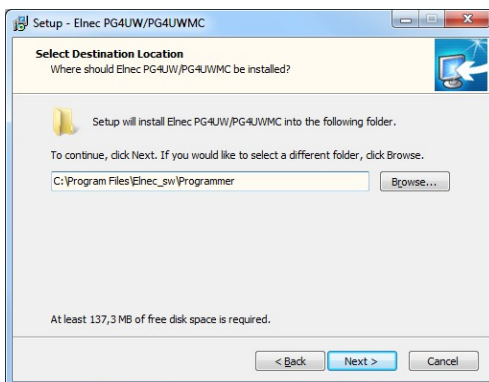 Setup - Elnec PG4UW/PG4UWMC
Select Destination Location
Where should Elnec PG4UW/PG4UWMC be installed?
Setup will install Elnec PG4UW/PG4UWMC into the following folder.
To continue, click Next. If you would like to select a different folder, click Browse.
C:\Program Files\Elnec_sw\Programmer
Browse...
At least 137,3 MB of free disk space is required.
< Back Next > Cancel